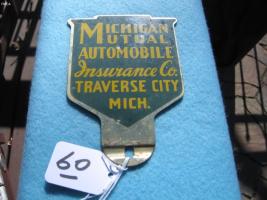 MICHIGAN
MUTUAL
AUTOMOBILE
Insurance Co.
TRAVERSE CITY
MICH.
60